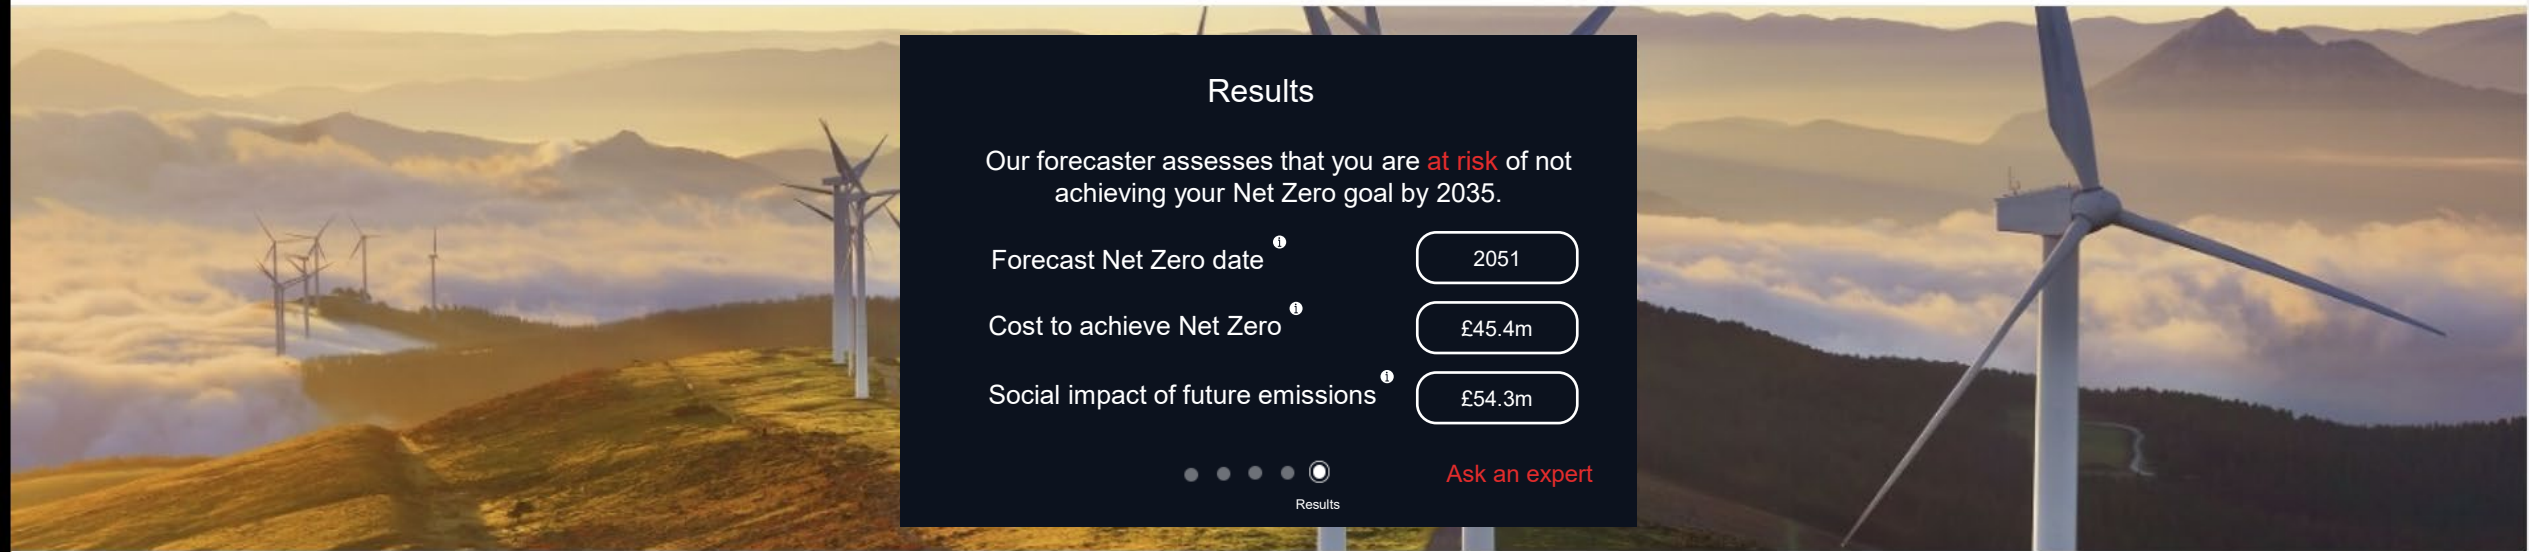 Results
Our forecaster assesses that you are at risk of not
achieving your Net Zero goal by 2035.
Forecast Net Zero date
2051
Cost to achieve Net Zero
£45.4m
Social impact of future emissions
£54.3m
Ask an expert
Results